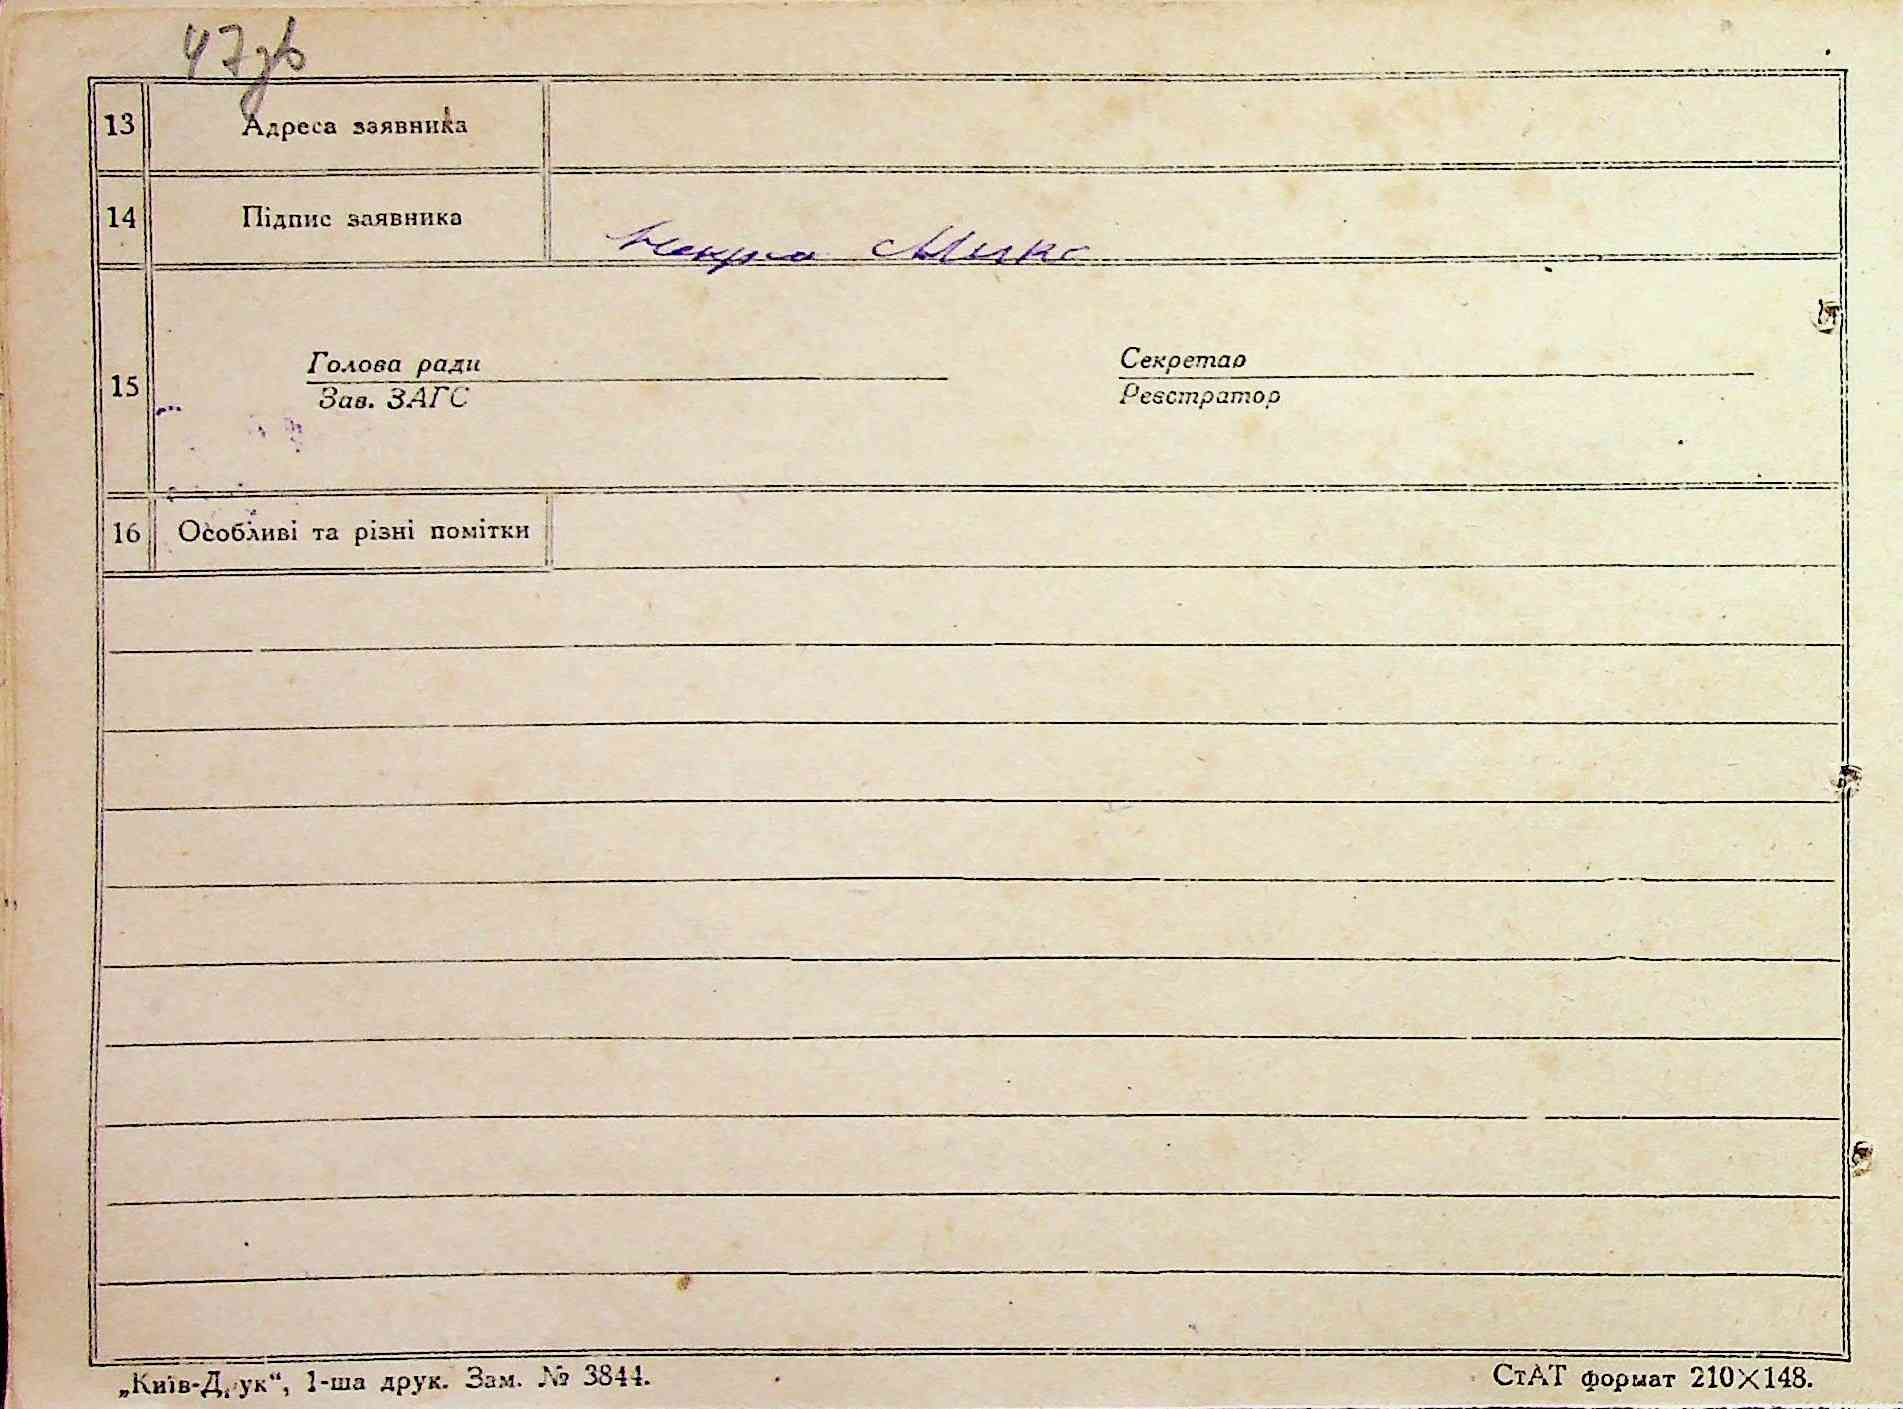 47зв
13 Адреса заявника
14 Підпис заявника
15 Голова ради Секретар
Зав. ЗАГС Реєстратор
16 Особливі та різні помітки
„Київ-Друк“, 1-ша друк. Зам. № 3844. СтАТ формат 210×148.